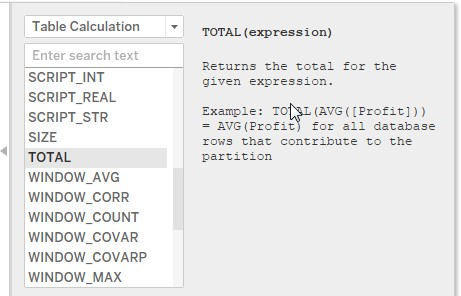 Table Calculation
Enter search text
SCRIPT_INT
SCRIPT_REAL
SCRIPT_STR
SIZE
TOTAL
WINDOW_AVG
WINDOW_CORR
WINDOW_COUNT
WINDOW_COVAR
WINDOW_COVARP
WINDOW_MAX
TOTAL(expression)
Returns the total for the
given expression.
Example: TOTAL(AVG([Profit]))
= AVG(Profit) for all database
rows that contribute to the
partition